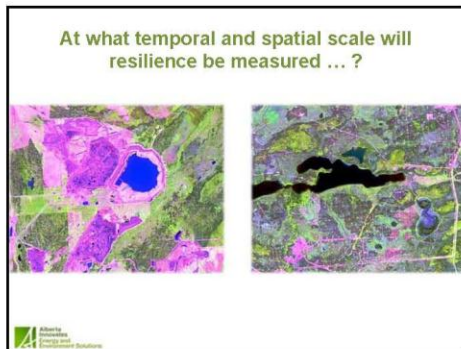 At what temporal and spatial scale will
resilience be measured … ?
Alberta
Innovates
Energy and
Environment Solutions